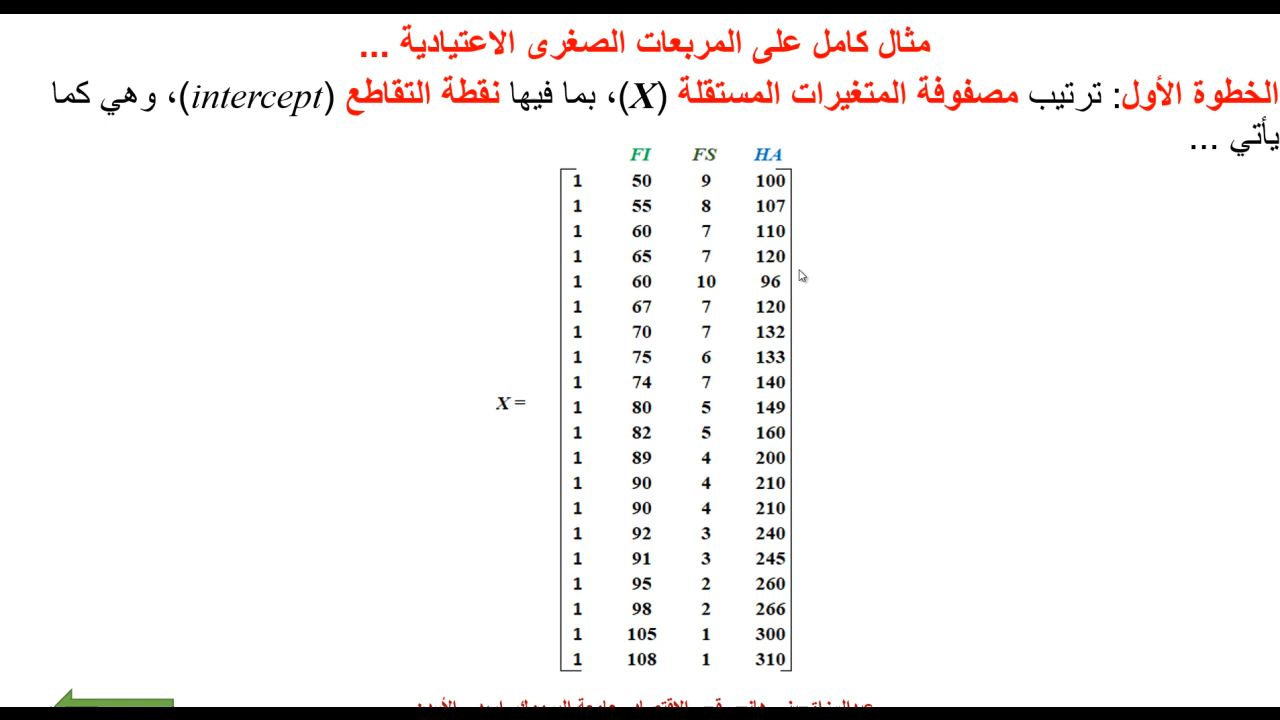 مثال كامل على المربعات الصغرى الاعتيادية ...
الخطوة الأول: ترتيب مصفوفة المتغيرات المستقلة (X)، بما فيها نقطة التقاطع (intercept)، وهي كما
يأتي ...
FI FS HA
1 50 9 100
1 55 8 107
1 60 7 110
1 65 7 120
1 60 10 96
1 67 7 120
1 70 7 132
1 75 6 133
1 74 7 140
X = 1 80 5 149
1 82 5 160
1 89 4 200
1 90 4 210
1 90 4 210
1 92 3 240
1 91 3 245
1 95 2 260
1 98 2 266
1 105 1 300
1 108 1 310